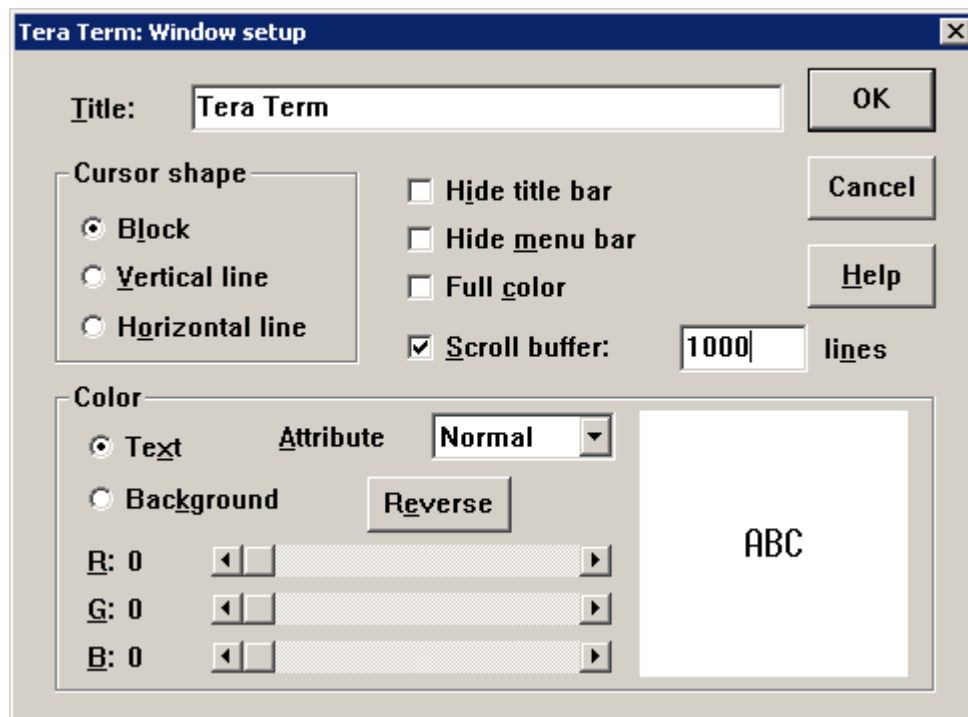 Tera Term: Window setup
Title: Tera Term OK
Cursor shape
Hide title bar Cancel
Block
Hide menu bar
Vertical line Full color Help
Horizontal line
Scroll buffer: 1000 lines
Color
Text Attribute Normal
Background Reverse
ABC
R: 0
G: 0
B: 0